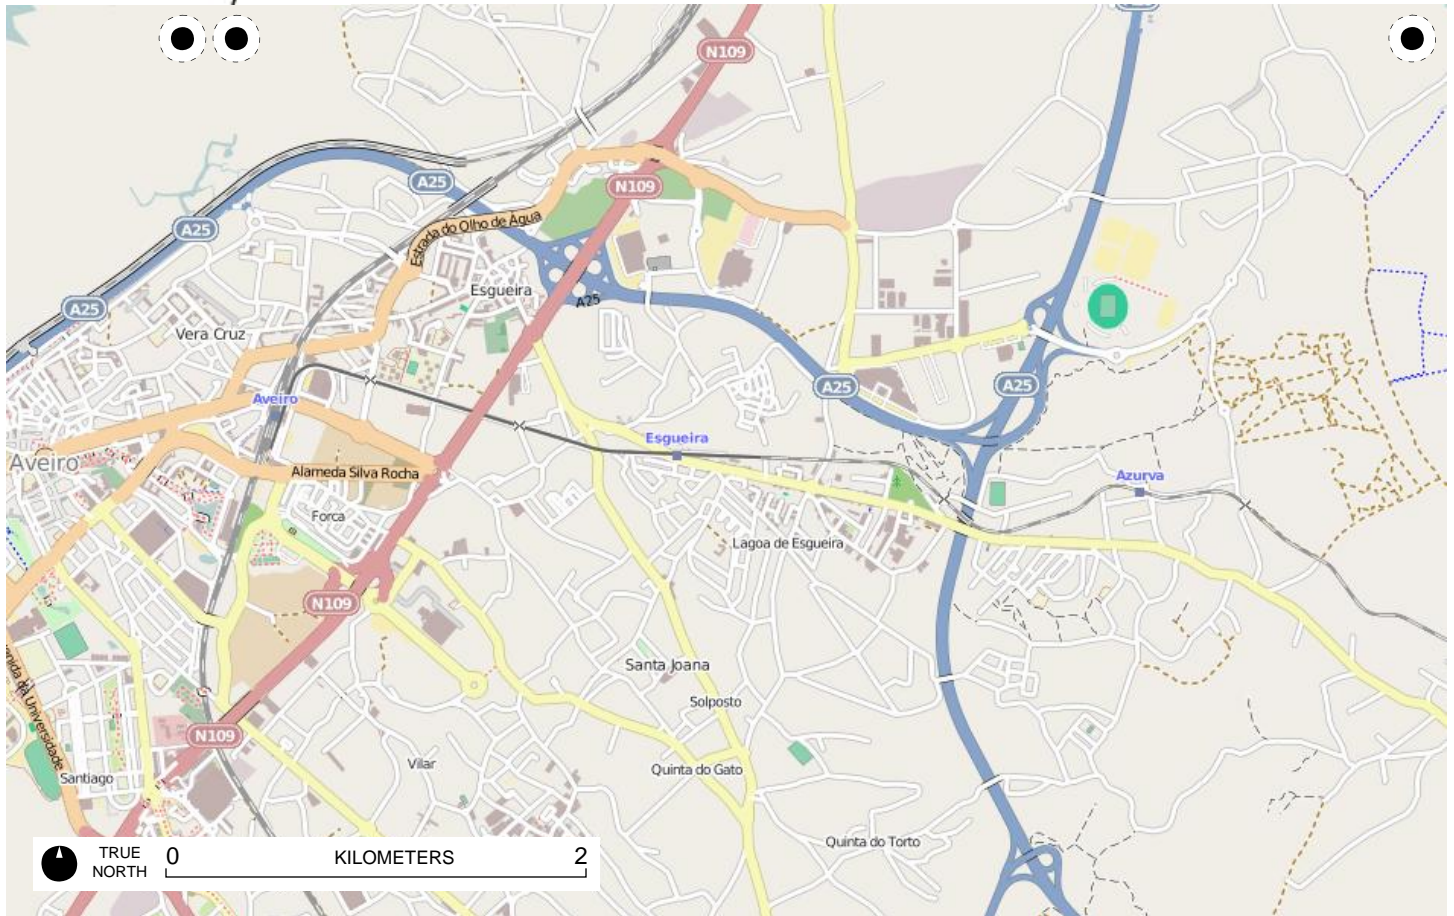 N109
A25
N109
A25
Estrada do Olho de Água
A25
Esgueira
A25
Vera Cruz
A25
A25
Aveiro
Esgueira
Aveiro
Alameda Silva Rocha
Azurva
Forca
Lagoa de Esgueira
N109
Santa Joana
Solposto
N109
Santiago
Vilar
Quinta do Gato
Quinta do Torto
TRUE
NORTH
0 KILOMETERS 2